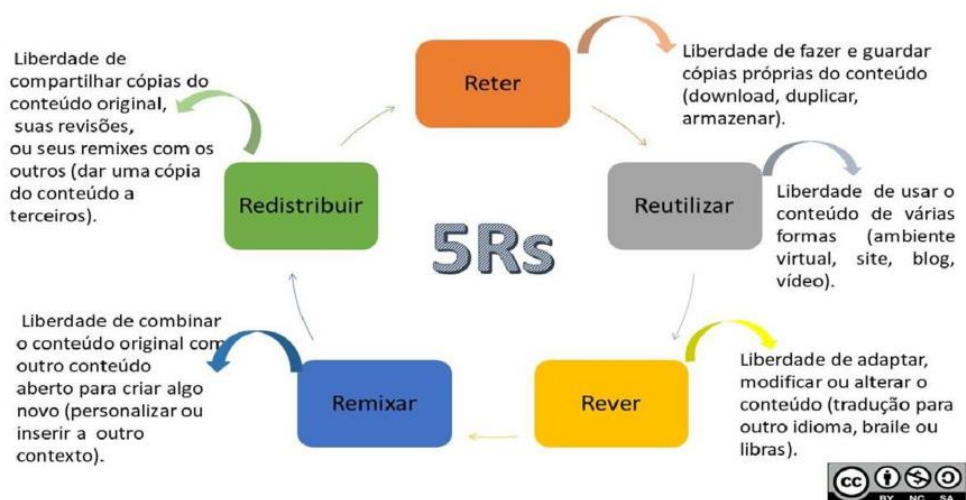 Reter
Liberdade de fazer e guardar
cópias próprias do conteúdo
(download, duplicar,
armazenar).
Reutilizar
Liberdade de usar o
conteúdo de várias
formas (ambiente
virtual, site, blog,
vídeo).
Rever
Liberdade de adaptar,
modificar ou alterar o
conteúdo (tradução para
outro idioma, braile ou
libras).
Remixar
Liberdade de combinar
o conteúdo original com
outro conteúdo
aberto para criar algo
novo (personalizar ou
inserir a outro
contexto).
Redistribuir
Liberdade de
compartilhar cópias do
conteúdo original,
suas revisões,
ou seus remixes com os
outros (dar uma cópia
do conteúdo a
terceiros).
5Rs
cc
BY NC SA